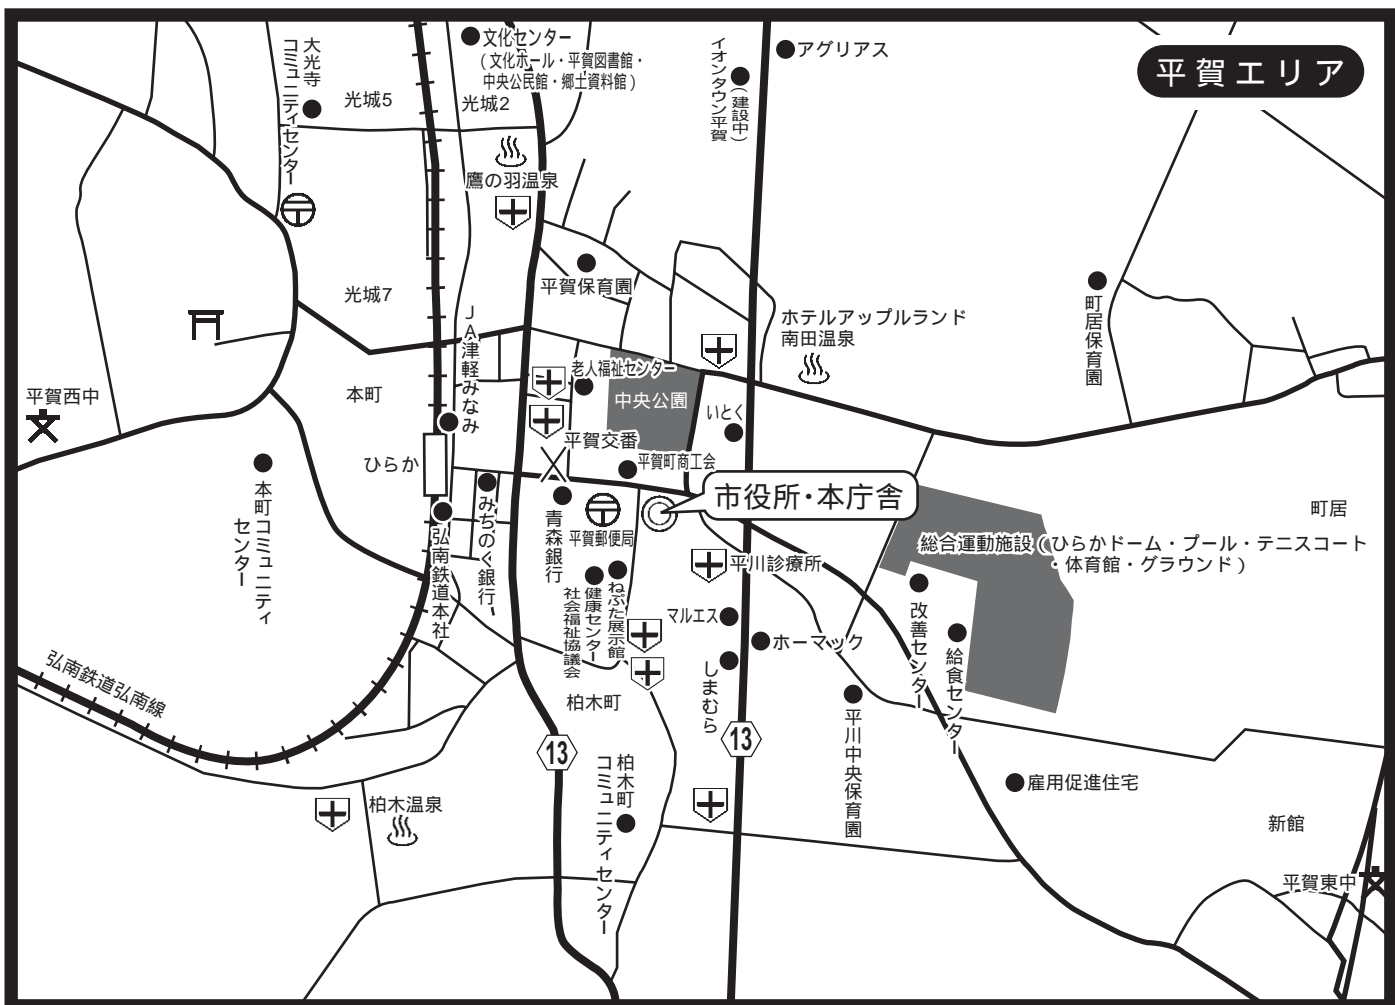 平賀エリア
文化センター
（文化ホール・平賀図書館・
中央公民館・郷土資料館）
大光寺
コミュニティセンター
光城5
光城2
イオンタウン平賀
（建設中）
アグリアス
鷹の羽温泉
光城7
平賀保育園
町居保育園
ホテルアップルランド
南田温泉
JA津軽みなみ
老人福祉センター
中央公園
本町
平賀西中
いとく
平賀交番
平賀町商工会
ひらか
市役所・本庁舎
本町コミュニティ
センター
みちのく銀行
青森銀行
平賀郵便局
弘南鉄道本社
町居
総合運動施設（ひらかドーム・プール・テニスコート
・体育館・グラウンド）
平川診療所
ねぷた展示館
健康センター
社会福祉協議会
マルエス
ホーマック
しまむら
改善センター
給食センター
弘南鉄道弘南線
柏木町
13
13
平川中央保育園
柏木町
コミュニティセンター
雇用促進住宅
柏木温泉
新館
平賀東中